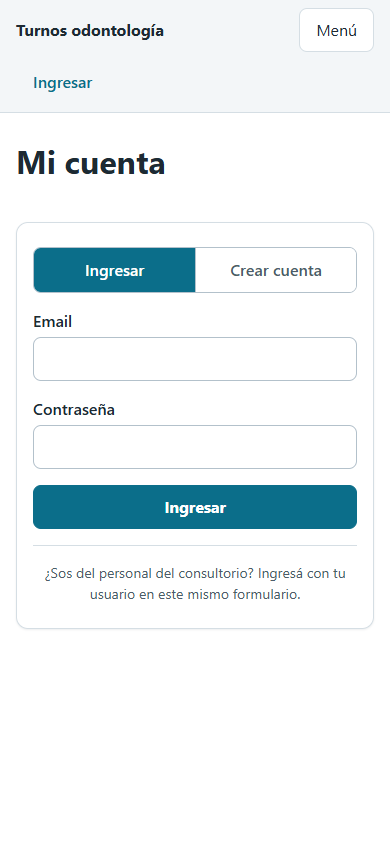 Turnos odontología
Menú
Ingresar
Mi cuenta
Ingresar
Crear cuenta
Email
Contraseña
Ingresar
¿Sos del personal del consultorio? Ingresá con tu
usuario en este mismo formulario.